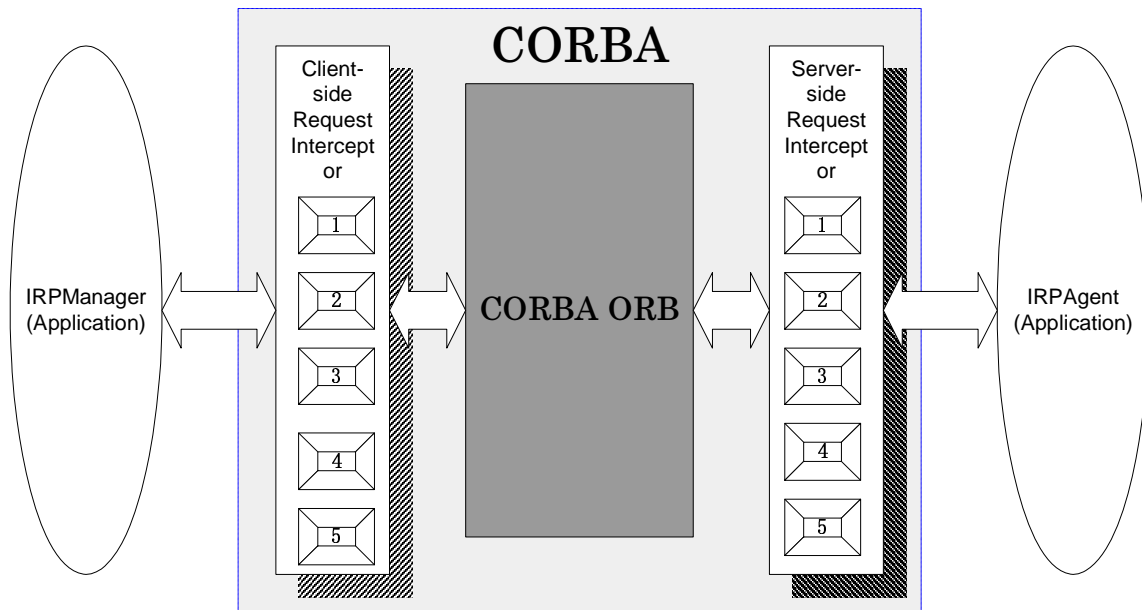 CORBA
IRPManager
(Application)
Client-
side
Request
Intercept
or
1
2
3
4
5
CORBA ORB
Server-
side
Request
Intercept
or
1
2
3
4
5
IRPAgent
(Application)